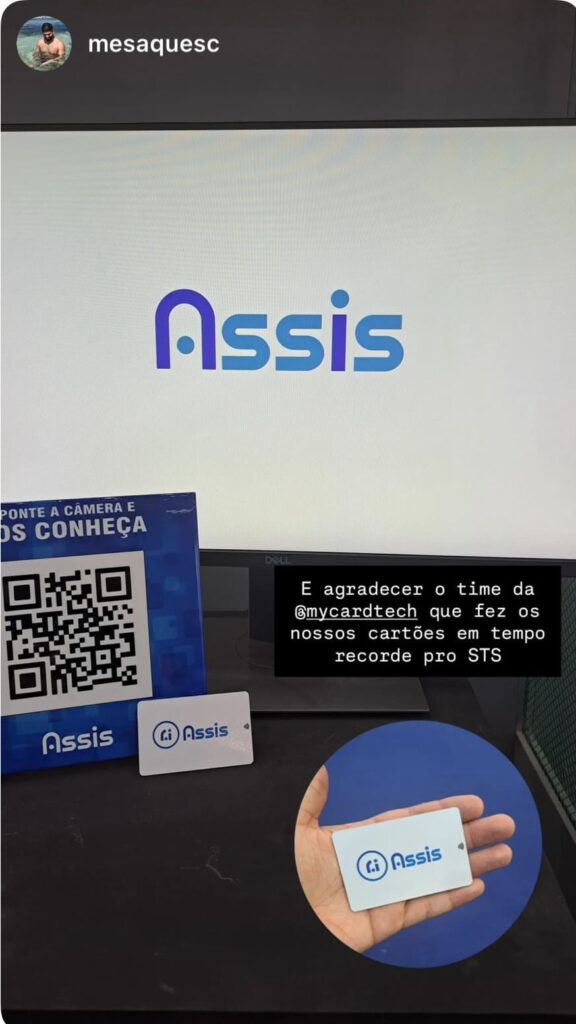 mesaquesc
Assis
PONTE A CÂMERA E
OS CONHEÇA
DELL
E agradecer o time da
@mycardtech que fez os
nossos cartões em tempo
recorde pro STS
Assis
Assis
Assis